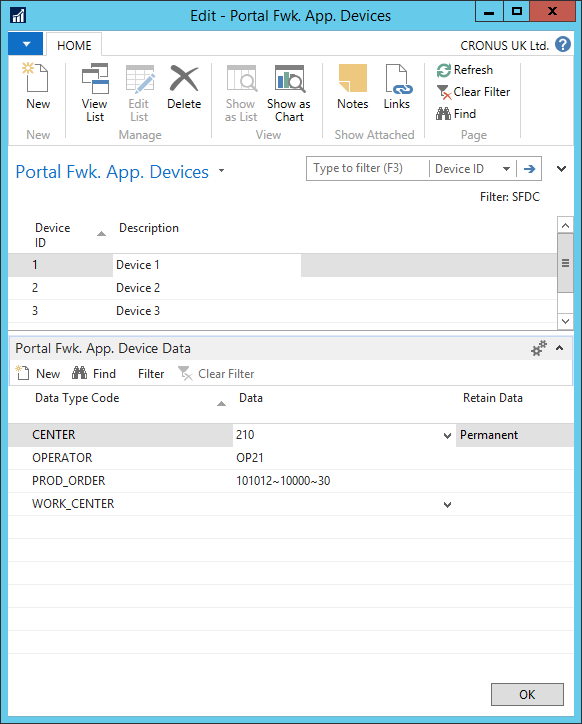 Edit - Portal Fwk. App. Devices
HOME
CRONUS UK Ltd.
New
View List
Edit List
Delete
Show as List
Show as Chart
Notes
Links
Refresh
Clear Filter
Find
New
Manage
View
Show Attached
Page
Portal Fwk. App. Devices
Type to filter (F3)
Device ID
Filter: SFDC
Device ID
Description
1 Device 1
2 Device 2
3 Device 3
Portal Fwk. App. Device Data
New Find Filter Clear Filter
Data Type Code Data Retain Data
CENTER 210 Permanent
OPERATOR OP21
PROD_ORDER 101012~10000~30
WORK_CENTER
OK